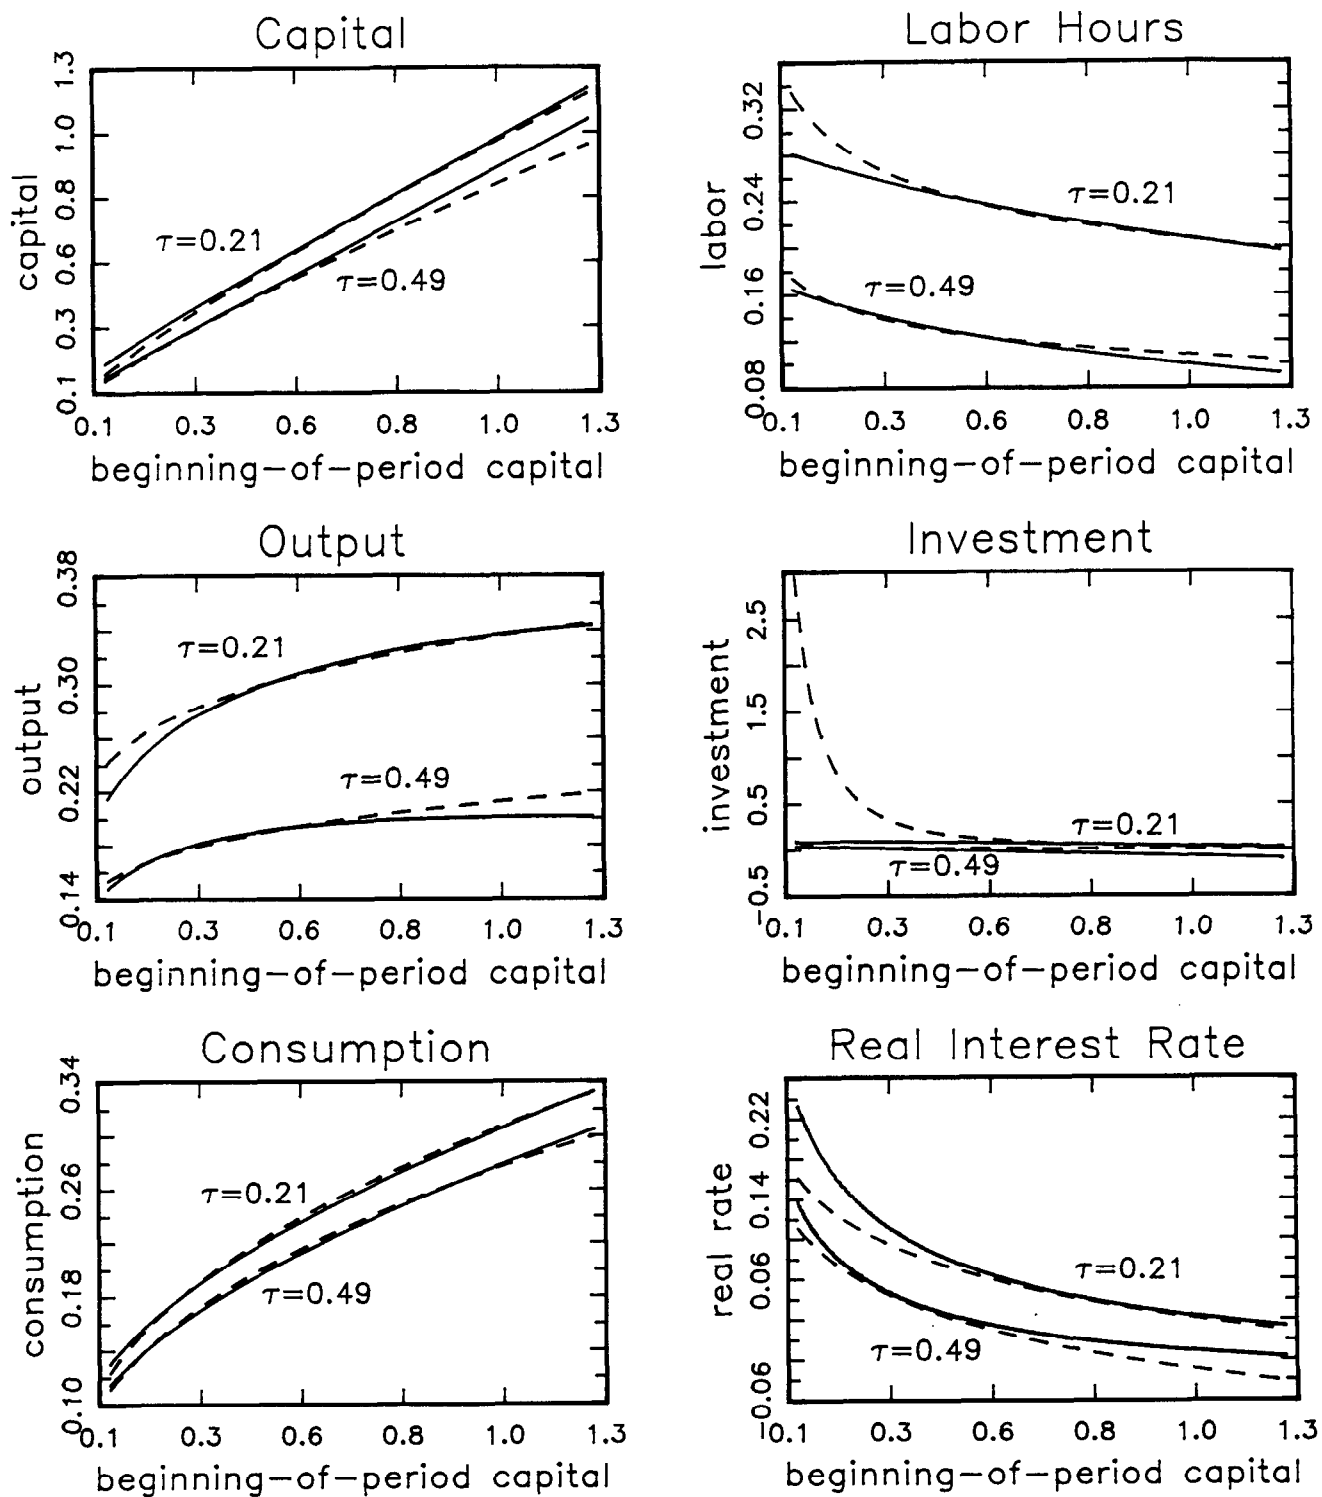 Capital
1.3
1.0
0.8
0.6
0.3
0.1
capital
τ=0.21
τ=0.49
0.1 0.3 0.6 0.8 1.0 1.3
beginning-of-period capital
Labor Hours
0.32
0.24
0.16
0.08
labor
τ=0.21
τ=0.49
0.1 0.3 0.6 0.8 1.0 1.3
beginning-of-period capital
Output
0.38
0.30
0.22
0.14
output
τ=0.21
τ=0.49
0.1 0.3 0.6 0.8 1.0 1.3
beginning-of-period capital
Investment
2.5
1.5
0.5
-0.5
investment
τ=0.21
τ=0.49
0.1 0.3 0.6 0.8 1.0 1.3
beginning-of-period capital
Consumption
0.34
0.26
0.18
0.10
consumption
τ=0.21
τ=0.49
0.1 0.3 0.6 0.8 1.0 1.3
beginning-of-period capital
Real Interest Rate
0.22
0.14
0.06
-0.06
real rate
τ=0.21
τ=0.49
0.1 0.3 0.6 0.8 1.0 1.3
beginning-of-period capital